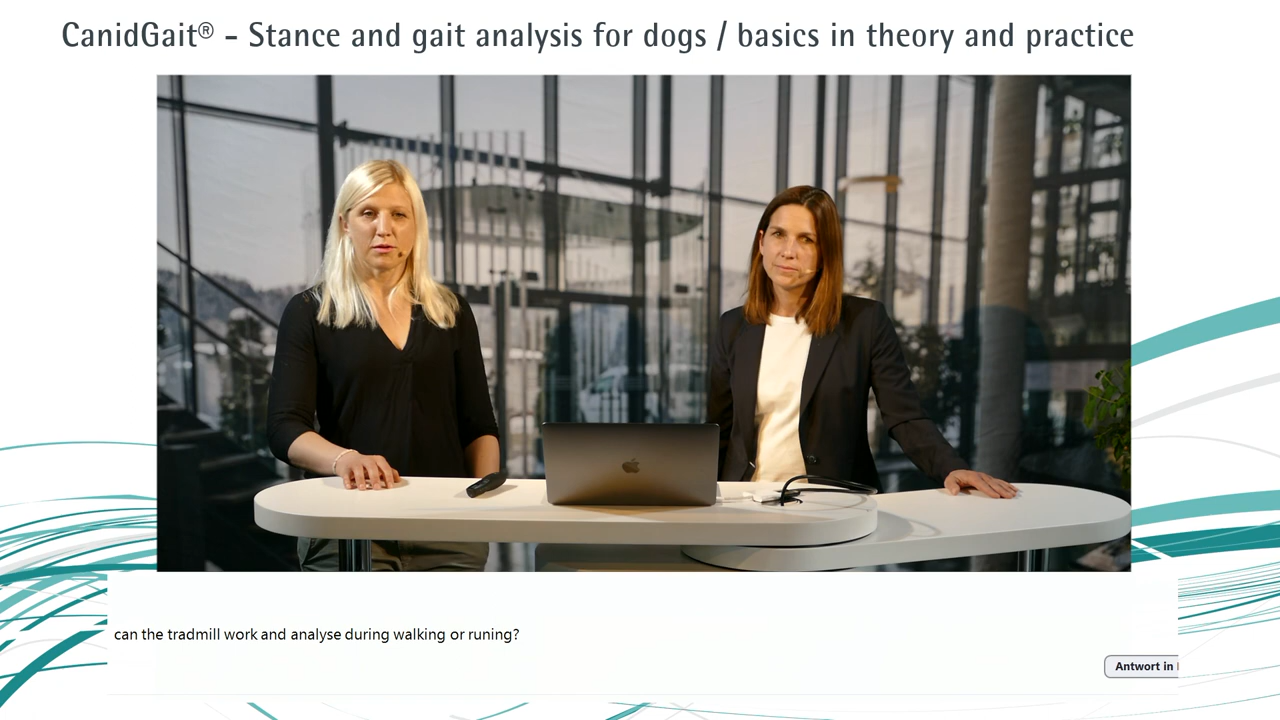 CanidGait® - Stance and gait analysis for dogs / basics in theory and practice
can the tradmill work and analyse during walking or runing?
Antwort in